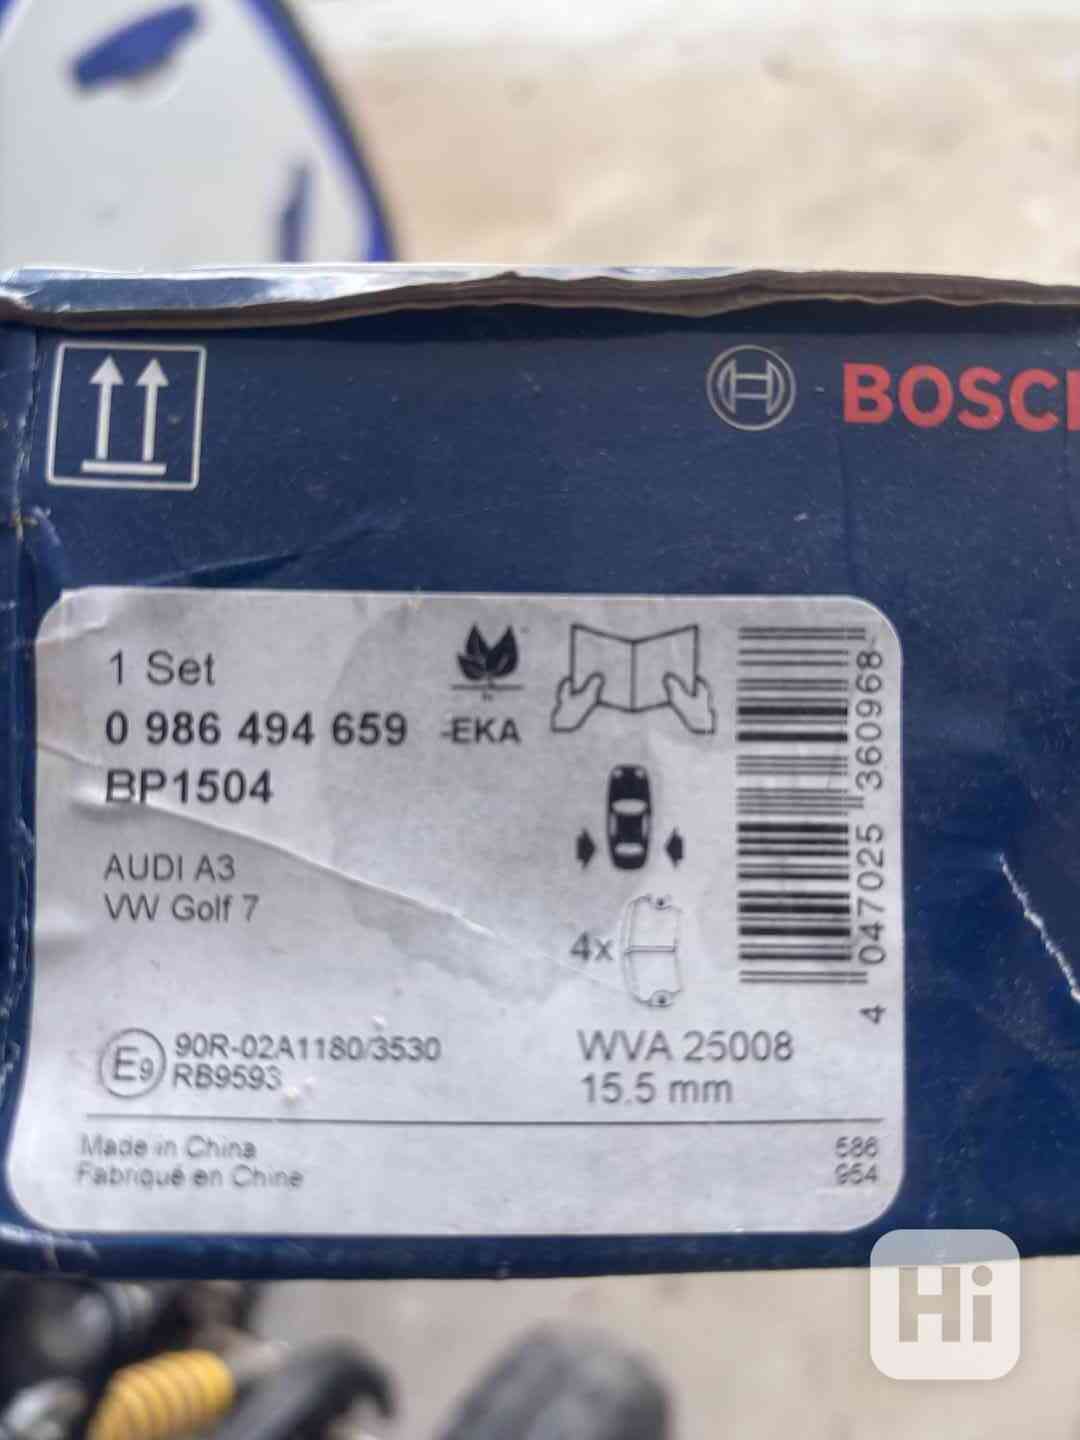 BOSCH
1 Set
0 986 494 659 -EKA
BP1504
AUDI A3
VW Golf 7
4x
E9
90R-02A1180/3530
RB9593
WVA 25008
15.5 mm
Made in China
Fabriqué en Chine
586
954
4 047025 360968
Hi